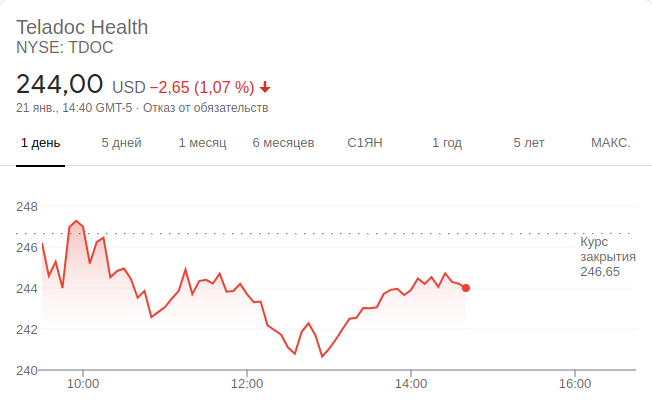 Teladoc Health
NYSE: TDOC
244,00 USD −2,65 (1,07 %)
21 янв., 14:40 GMT-5 · Отказ от обязательств
1 день 5 дней 1 месяц 6 месяцев С1ЯН 1 год 5 лет МАКС.
248
246
244
242
240
Курс
закрытия
246,65
10:00 12:00 14:00 16:00